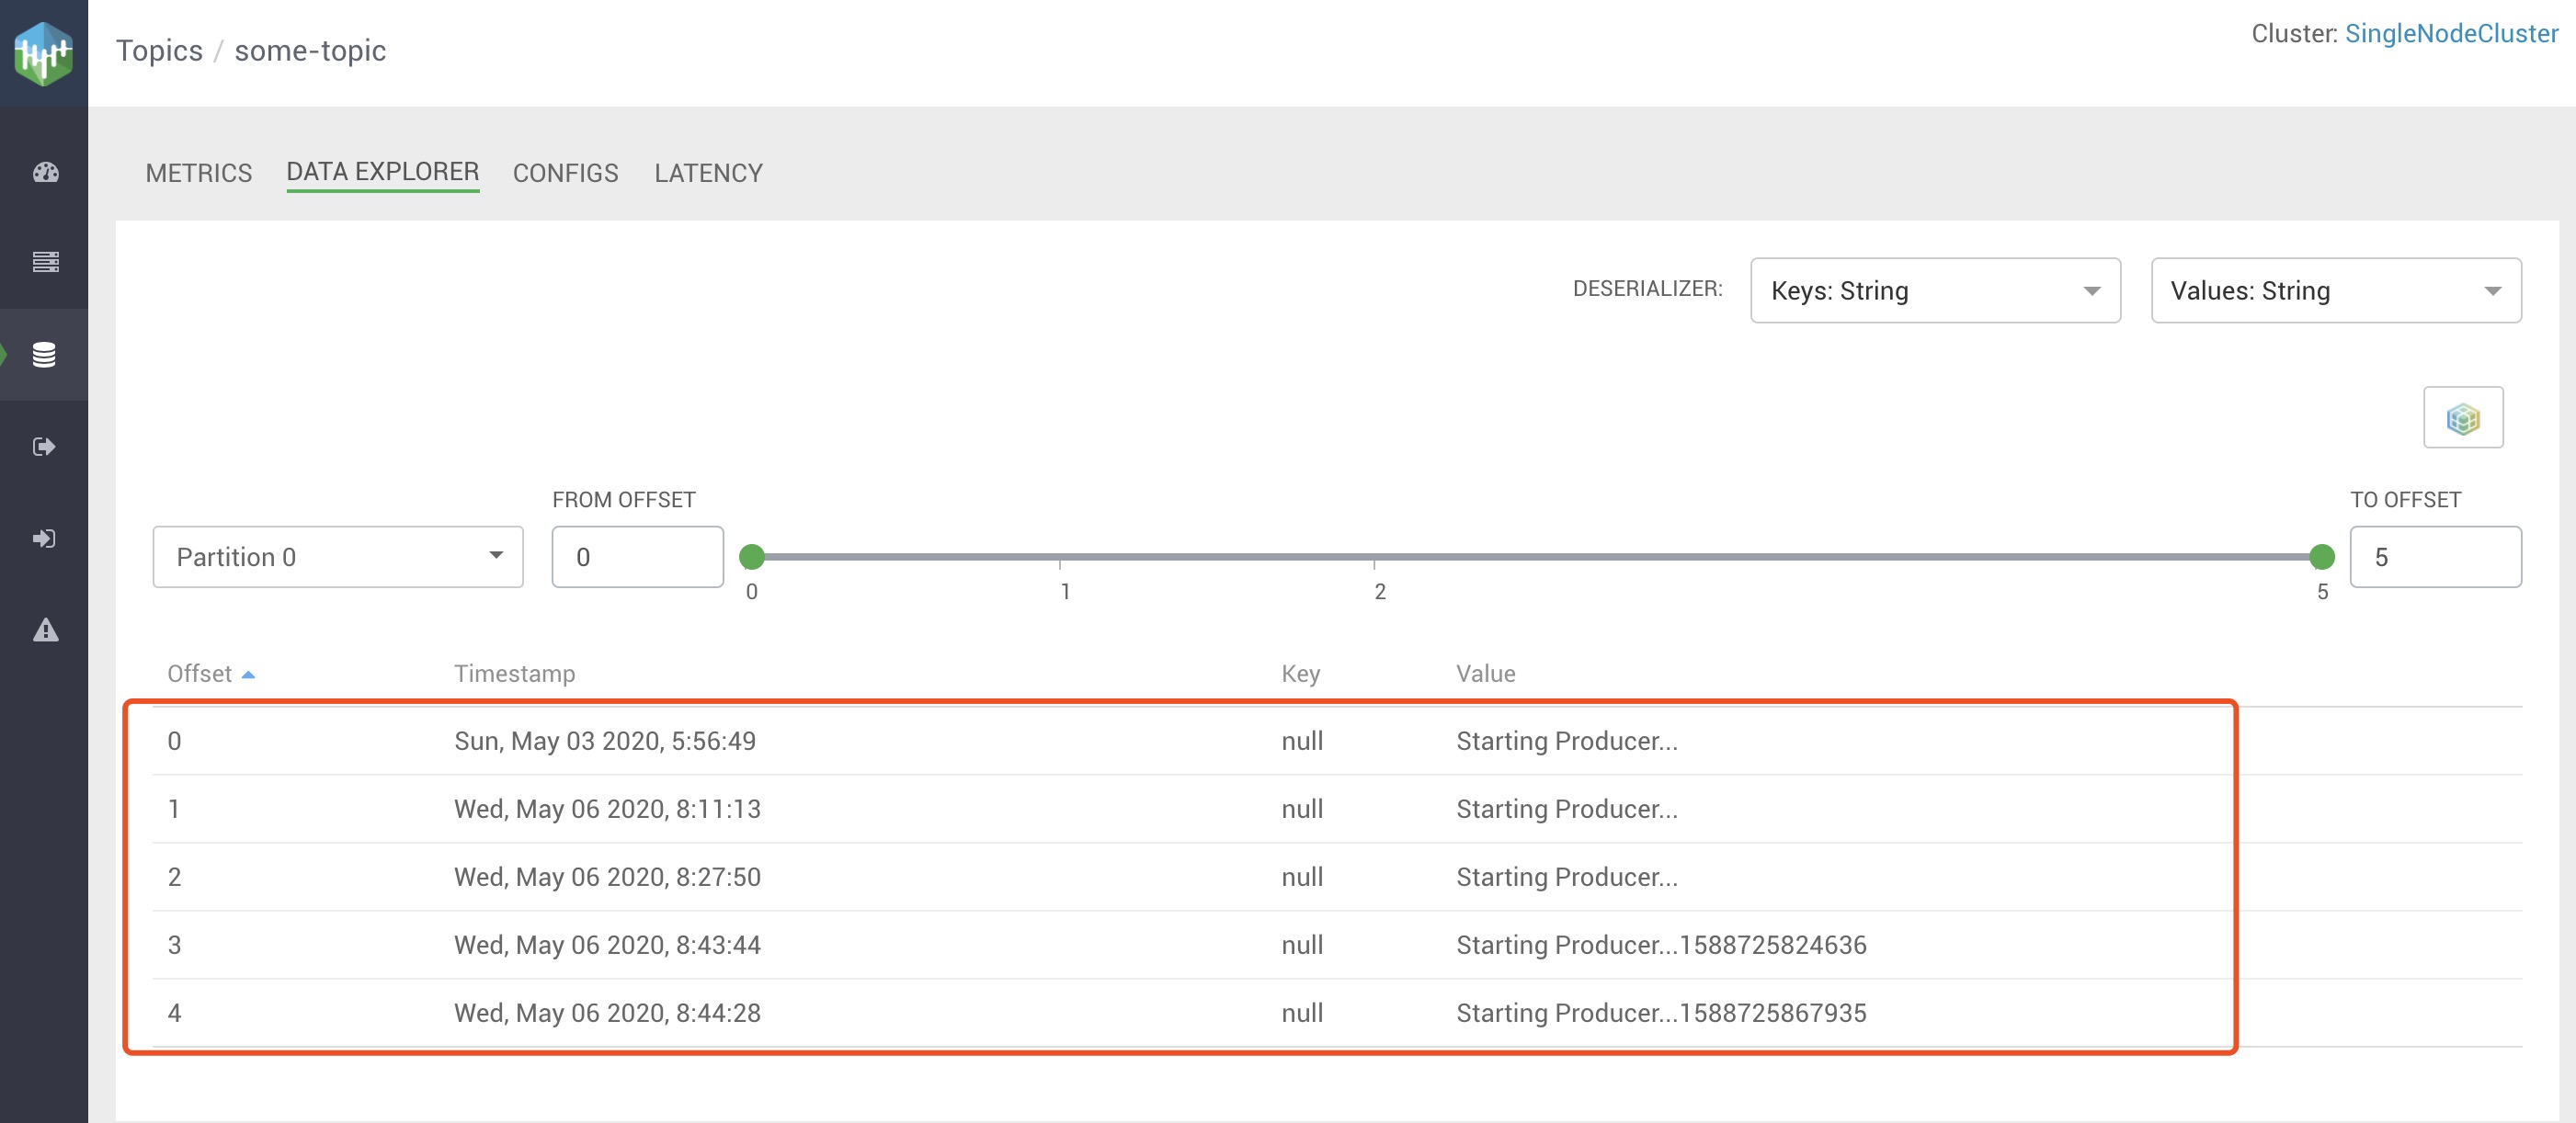 Topics / some-topic
Cluster: SingleNodeCluster
METRICS DATA EXPLORER CONFIGS LATENCY
DESERIALIZER: Keys: String Values: String
FROM OFFSET TO OFFSET
Partition 0 0 5
0 1 2 5
Offset Timestamp Key Value
0 Sun, May 03 2020, 5:56:49 null Starting Producer...
1 Wed, May 06 2020, 8:11:13 null Starting Producer...
2 Wed, May 06 2020, 8:27:50 null Starting Producer...
3 Wed, May 06 2020, 8:43:44 null Starting Producer...1588725824636
4 Wed, May 06 2020, 8:44:28 null Starting Producer...1588725867935